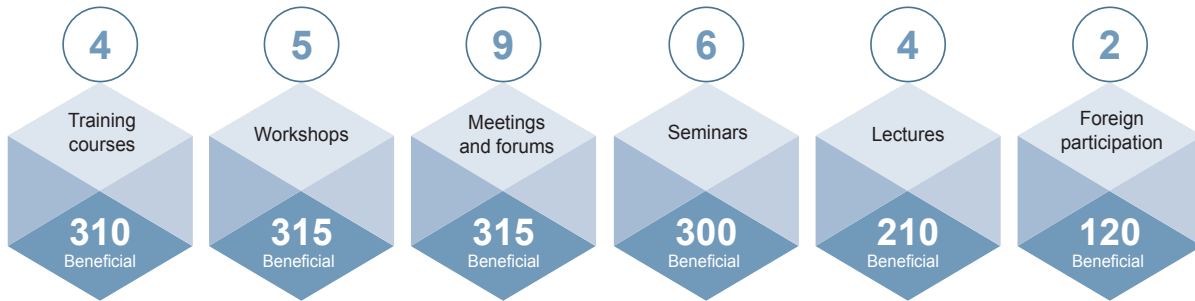 4
Training
courses
310
Beneficial
5
Workshops
315
Beneficial
9
Meetings
and forums
315
Beneficial
6
Seminars
300
Beneficial
4
Lectures
210
Beneficial
2
Foreign
participation
120
Beneficial